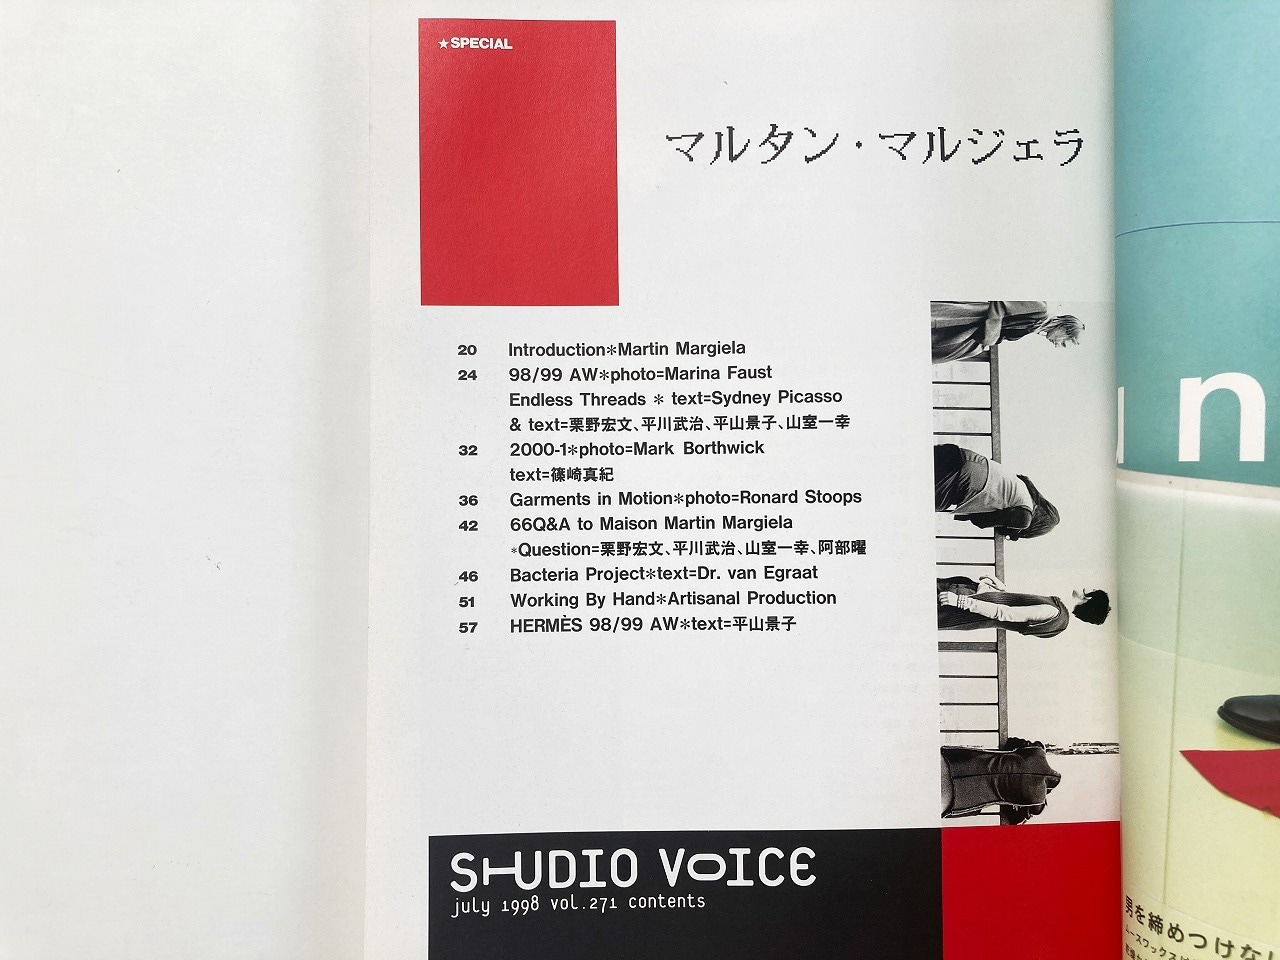 ★SPECIAL
マルタン・マルジェラ
20 Introduction*Martin Margiela
24 98/99 AW*photo=Marina Faust
Endless Threads * text=Sydney Picasso
& text=栗野宏文、平川武治、平山景子、山室一幸
32 2000-1*photo=Mark Borthwick
text=篠崎真紀
36 Garments in Motion*photo=Ronard Stoops
42 66Q&A to Maison Martin Margiela
*Question=栗野宏文、平川武治、山室一幸、阿部曜
46 Bacteria Project*text=Dr. van Egraat
51 Working By Hand*Artisanal Production
57 HERMÈS 98/99 AW*text=平山景子
STUDIO VOICE
july 1998 vol.271 contents
un
男を締めつけない